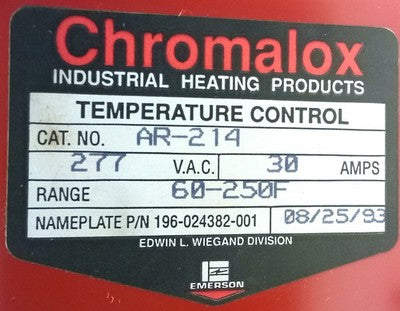 Chromalox
INDUSTRIAL HEATING PRODUCTS
TEMPERATURE CONTROL
CAT. NO. AR-214
277 V.A.C. 30 AMPS
RANGE 60-250F
NAMEPLATE P/N 196-024382-001 08/25/93
EDWIN L. WIEGAND DIVISION
EMERSON